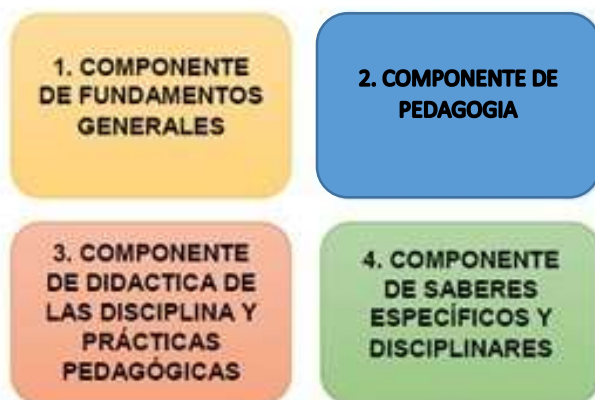 1. COMPONENTE
DE FUNDAMENTOS
GENERALES
2. COMPONENTE DE
PEDAGOGIA
3. COMPONENTE
DE DIDACTICA DE
LAS DISCIPLINA Y
PRÁCTICAS
PEDAGÓGICAS
4. COMPONENTE
DE SABERES
ESPECÍFICOS Y
DISCIPLINARES